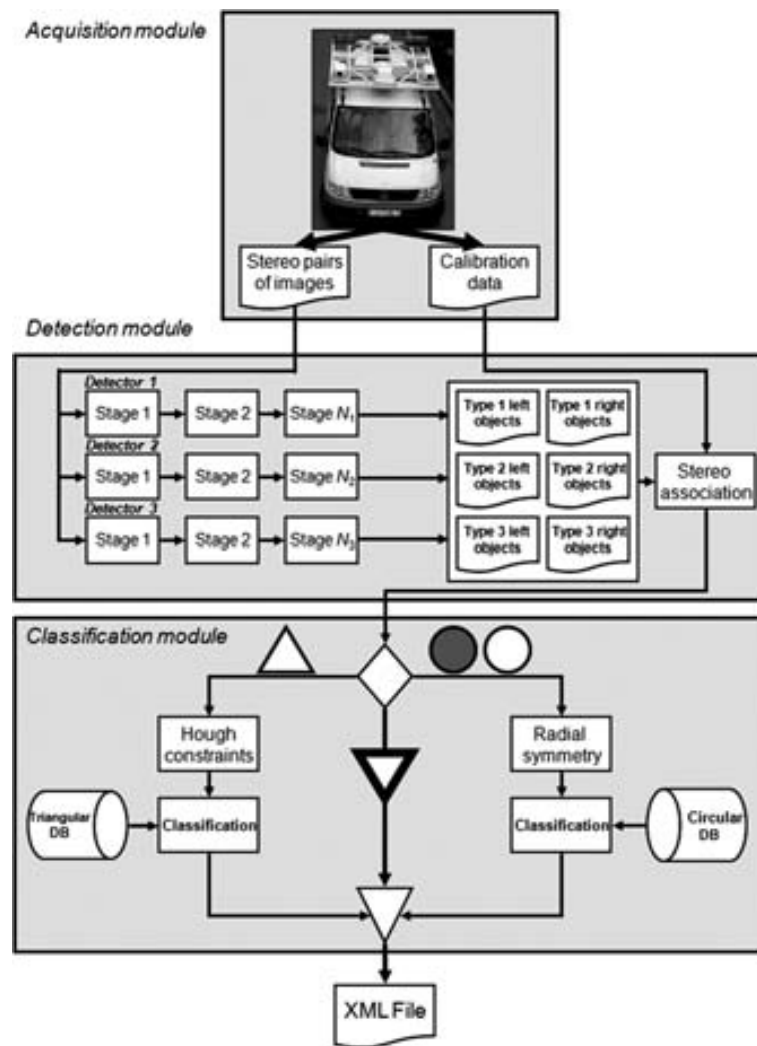 Acquisition module
Stereo pairs
of images
Calibration
data
Detection module
Detector 1
Stage 1
Stage 2
Stage N1
Detector 2
Stage 1
Stage 2
Stage N2
Detector 3
Stage 1
Stage 2
Stage N3
Type 1 left
objects
Type 1 right
objects
Type 2 left
objects
Type 2 right
objects
Type 3 left
objects
Type 3 right
objects
Stereo
association
Classification module
Hough
constraints
Radial
symmetry
Triangular
DB
Classification
Classification
Circular
DB
XML File